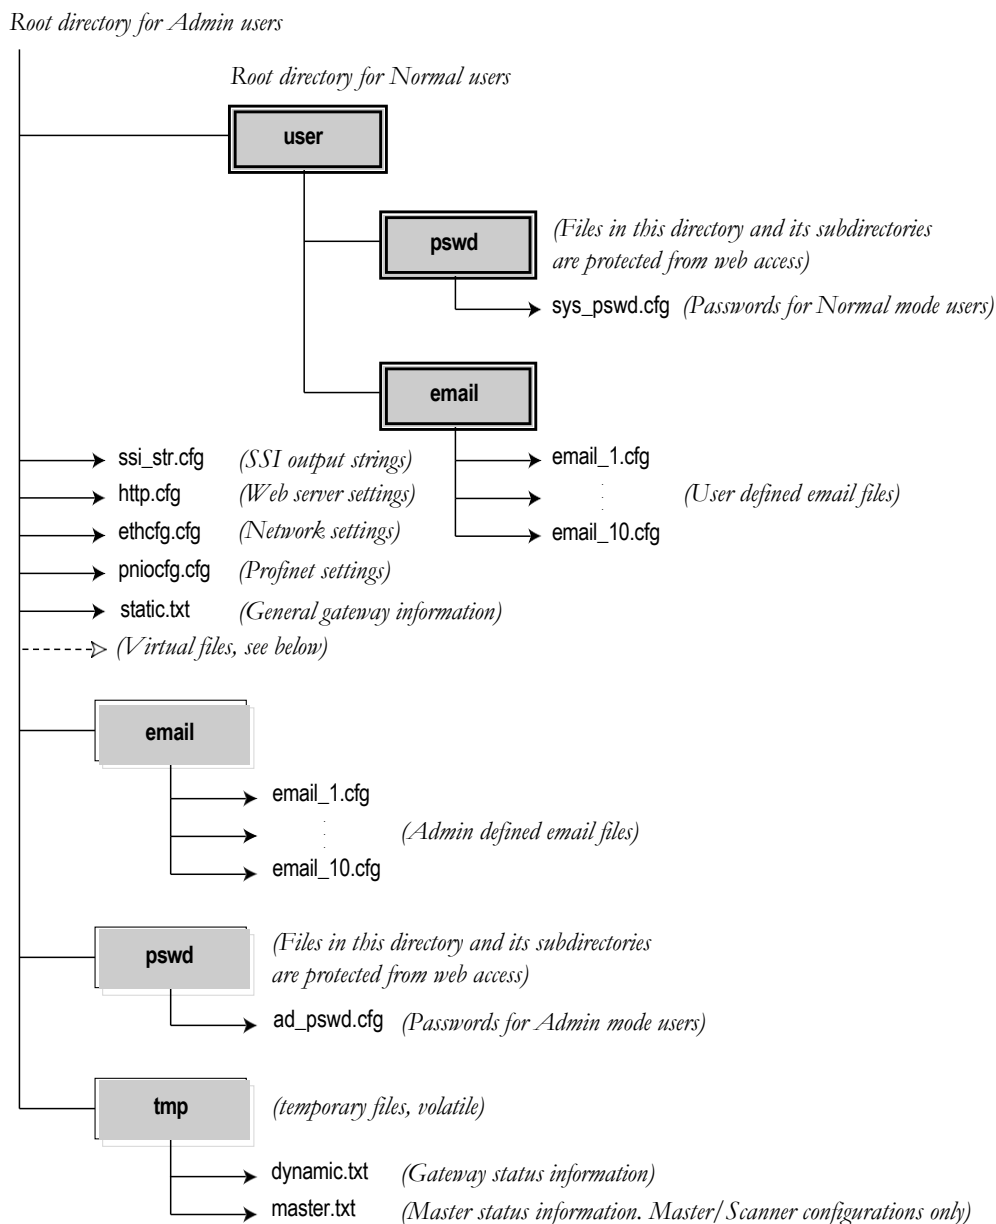 Root directory for Admin users
Root directory for Normal users
user
pswd
(Files in this directory and its subdirectories
are protected from web access)
sys_pswd.cfg (Passwords for Normal mode users)
email
ssi_str.cfg (SSI output strings)
email_1.cfg
http.cfg (Web server settings)
(User defined email files)
ethcfg.cfg (Network settings)
email_10.cfg
pniocfg.cfg (Profinet settings)
static.txt (General gateway information)
(Virtual files, see below)
email
email_1.cfg
(Admin defined email files)
email_10.cfg
pswd
(Files in this directory and its subdirectories
are protected from web access)
ad_pswd.cfg (Passwords for Admin mode users)
tmp (temporary files, volatile)
dynamic.txt (Gateway status information)
master.txt (Master status information. Master/Scanner configurations only)